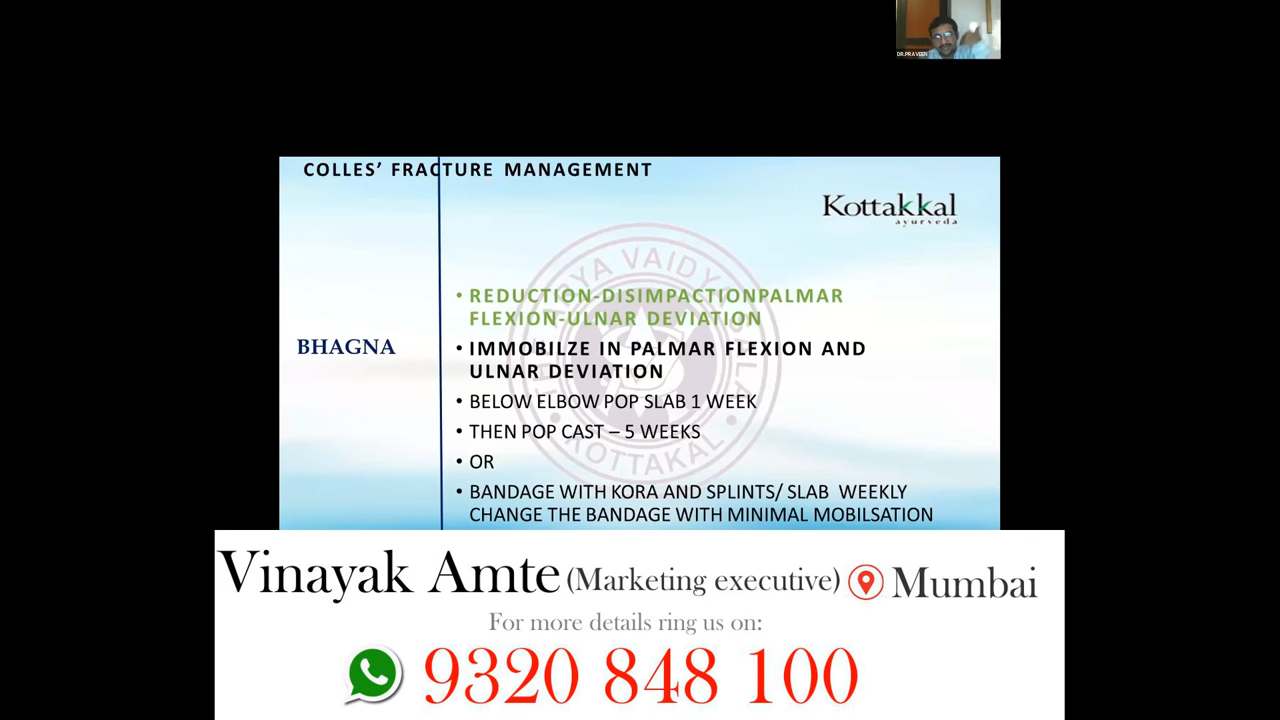 DR.PRAVEEN
COLLES’ FRACTURE MANAGEMENT
Kottakkal
ayurveda
BHAGNA
• REDUCTION-DISIMPACTIONPALMAR
FLEXION-ULNAR DEVIATION
• IMMOBILZE IN PALMAR FLEXION AND
ULNAR DEVIATION
• BELOW ELBOW POP SLAB 1 WEEK
• THEN POP CAST – 5 WEEKS
• OR
• BANDAGE WITH KORA AND SPLINTS/ SLAB WEEKLY
CHANGE THE BANDAGE WITH MINIMAL MOBILSATION
Vinayak Amte (Marketing executive) Mumbai
For more details ring us on:
9320 848 100